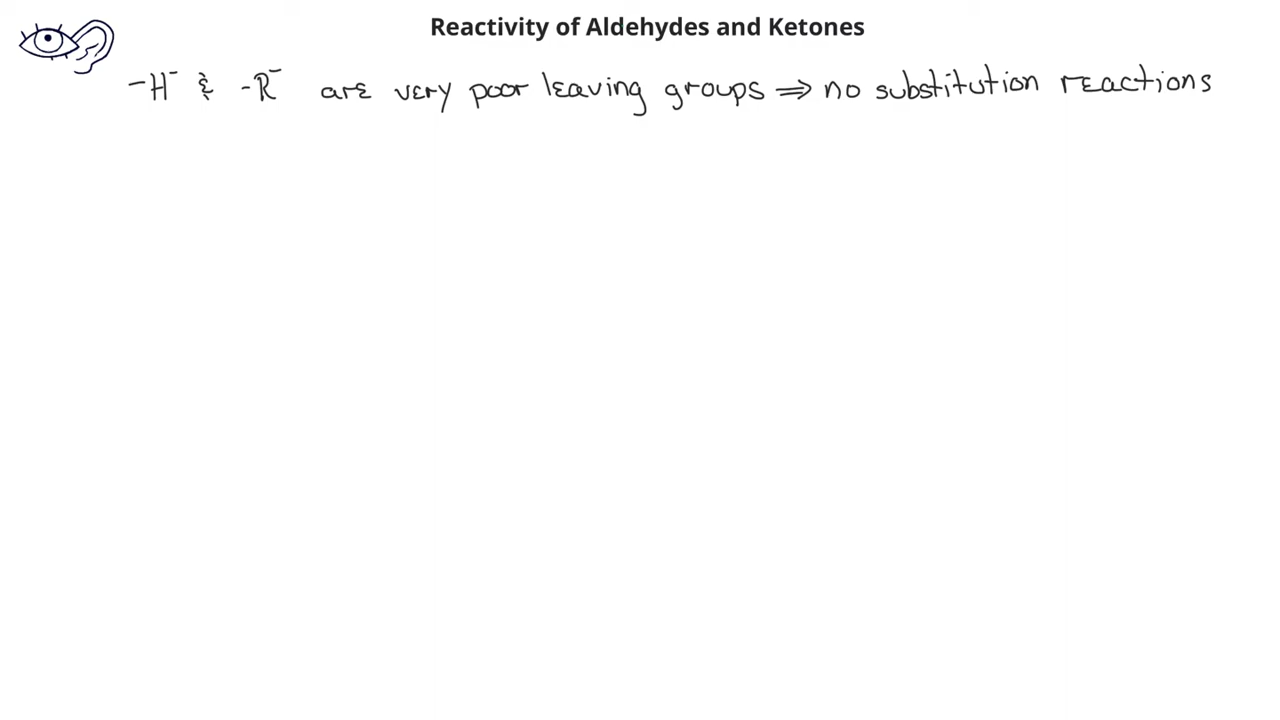 Reactivity of Aldehydes and Ketones
-H⁻ & -R⁻ are very poor leaving groups ⇒ no substitution reactions